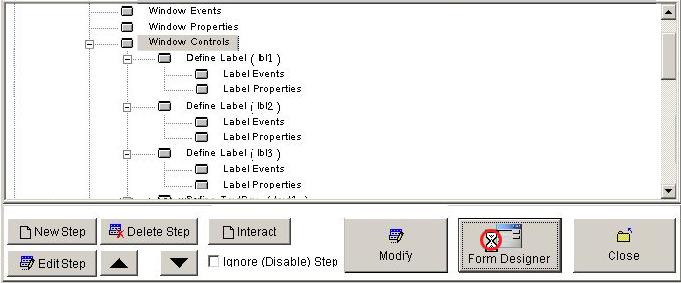 Window Events
Window Properties
Window Controls
Define Label ( lbl1 )
Label Events
Label Properties
Define Label ( lbl2 )
Label Events
Label Properties
Define Label ( lbl3 )
Label Events
Label Properties
New Step
Delete Step
Interact
Edit Step
Ignore (Disable) Step
Modify
Form Designer
Close